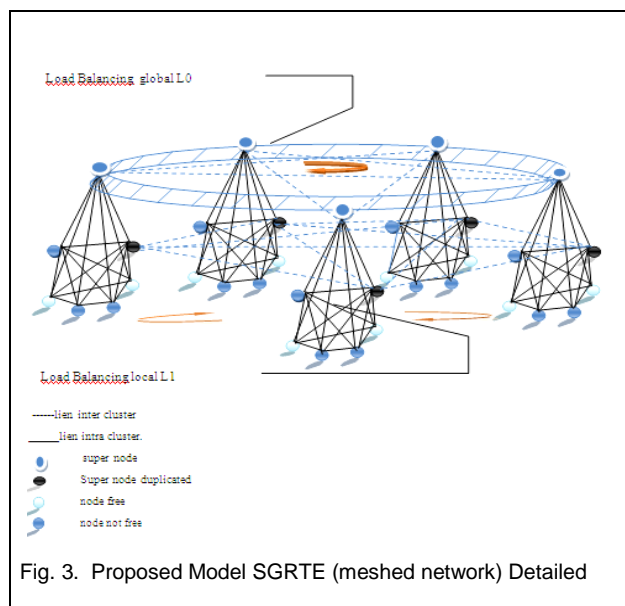 Load Balancing global L0
Load Balancing local L1
------lien inter cluster
_____lien intra cluster.
super node
Super node duplicated
node free
node not free
Fig. 3. Proposed Model SGRTE (meshed network) Detailed